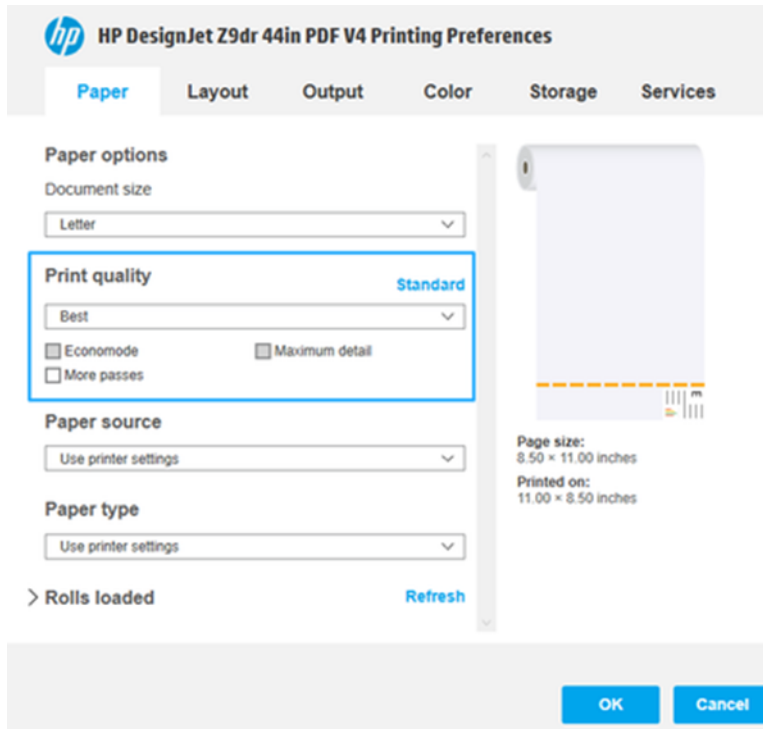 hp HP DesignJet Z9dr 44in PDF V4 Printing Preferences
Paper Layout Output Color Storage Services
Paper options
Document size
Letter
Print quality
Standard
Best
Economode Maximum detail
More passes
Paper source
Use printer settings
Paper type
Use printer settings
Rolls loaded Refresh
Page size:
8.50 × 11.00 inches
Printed on:
11.00 × 8.50 inches
OK Cancel